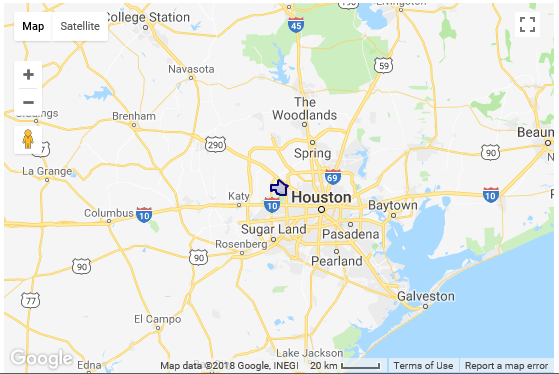 Map
Satellite
College Station
Livingston
45
59
Navasota
The
Woodlands
Brenham
290
Spring
Beaum
90
La Grange
69
Katy
10
10
Houston
Baytown
Columbus
10
Sugar Land
Pasadena
Rosenberg
90
90
Pearland
77
Galveston
El Campo
Lake Jackson
Edna
Google
Map data ©2018 Google, INEGI
20 km
Terms of Use
Report a map error